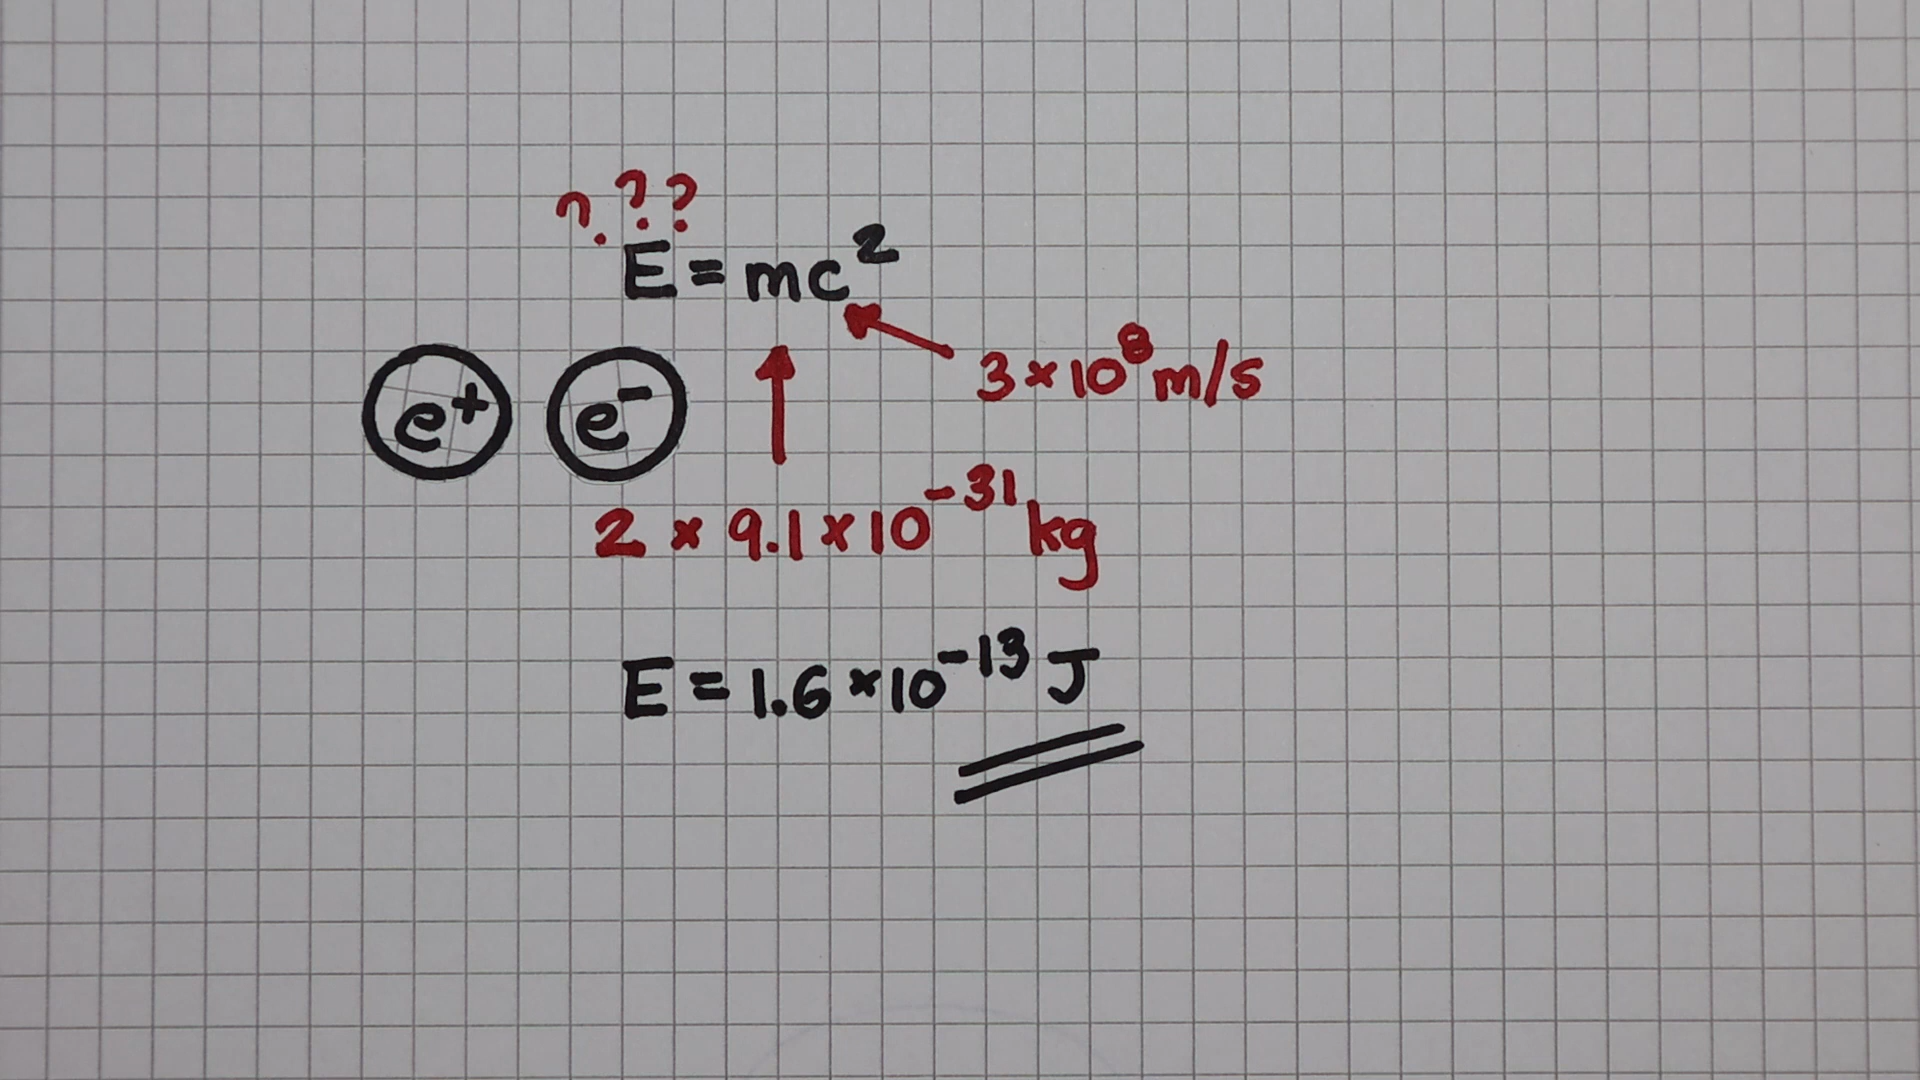 ???
E = mc²
e⁺ e⁻
3 × 10⁸ m/s
2 × 9.1 × 10⁻³¹ kg
E = 1.6 × 10⁻¹³ J